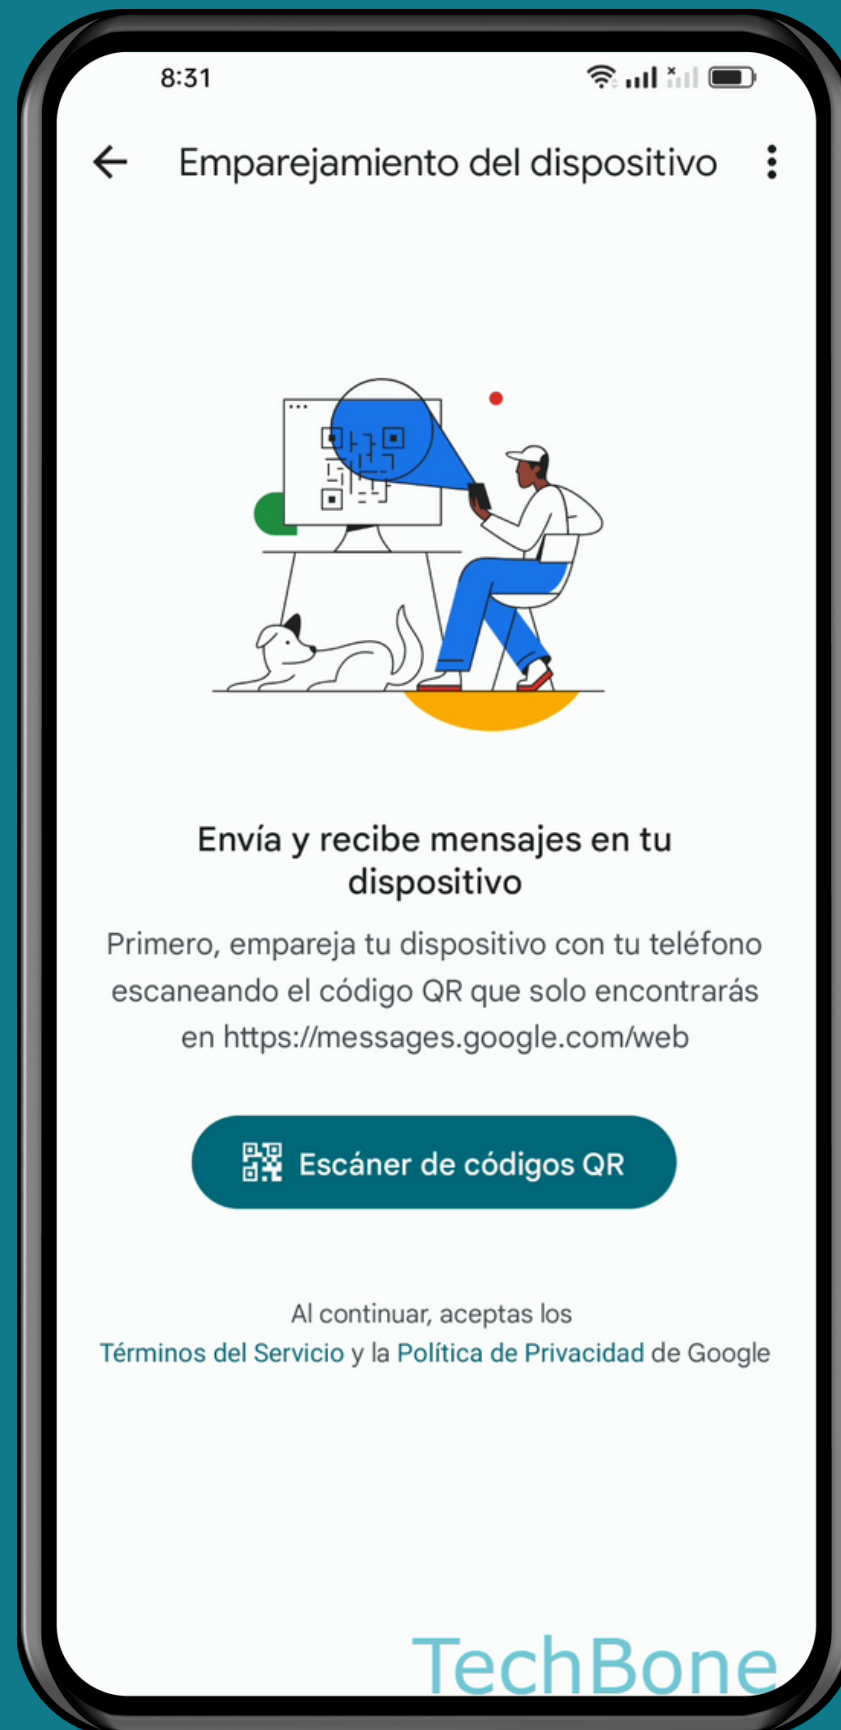 8:31
Emparejamiento del dispositivo
Envía y recibe mensajes en tu
dispositivo
Primero, empareja tu dispositivo con tu teléfono
escaneando el código QR que solo encontrarás
en https://messages.google.com/web
Escáner de códigos QR
Al continuar, aceptas los
Términos del Servicio y la Política de Privacidad de Google
TechBone